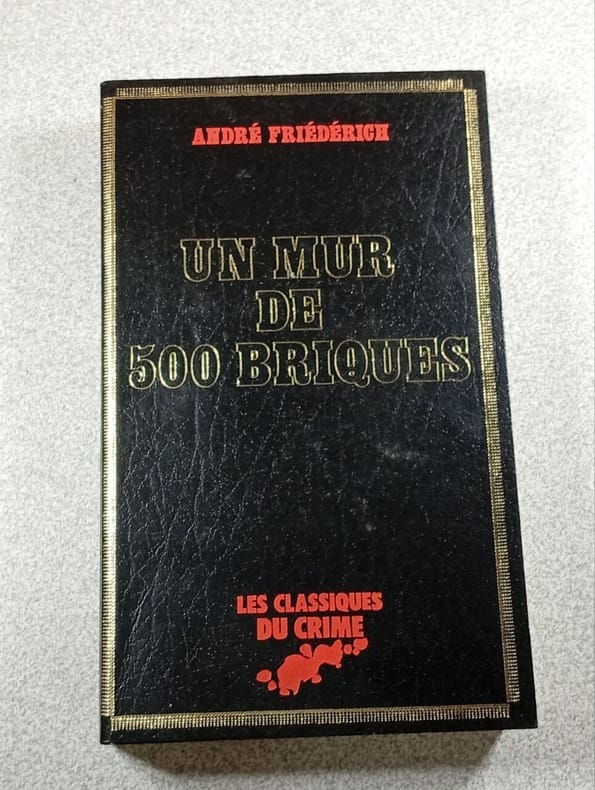 ANDRÉ FRIÉDÉRICH
UN MUR
DE
500 BRIQUES
LES CLASSIQUES
DU CRIME